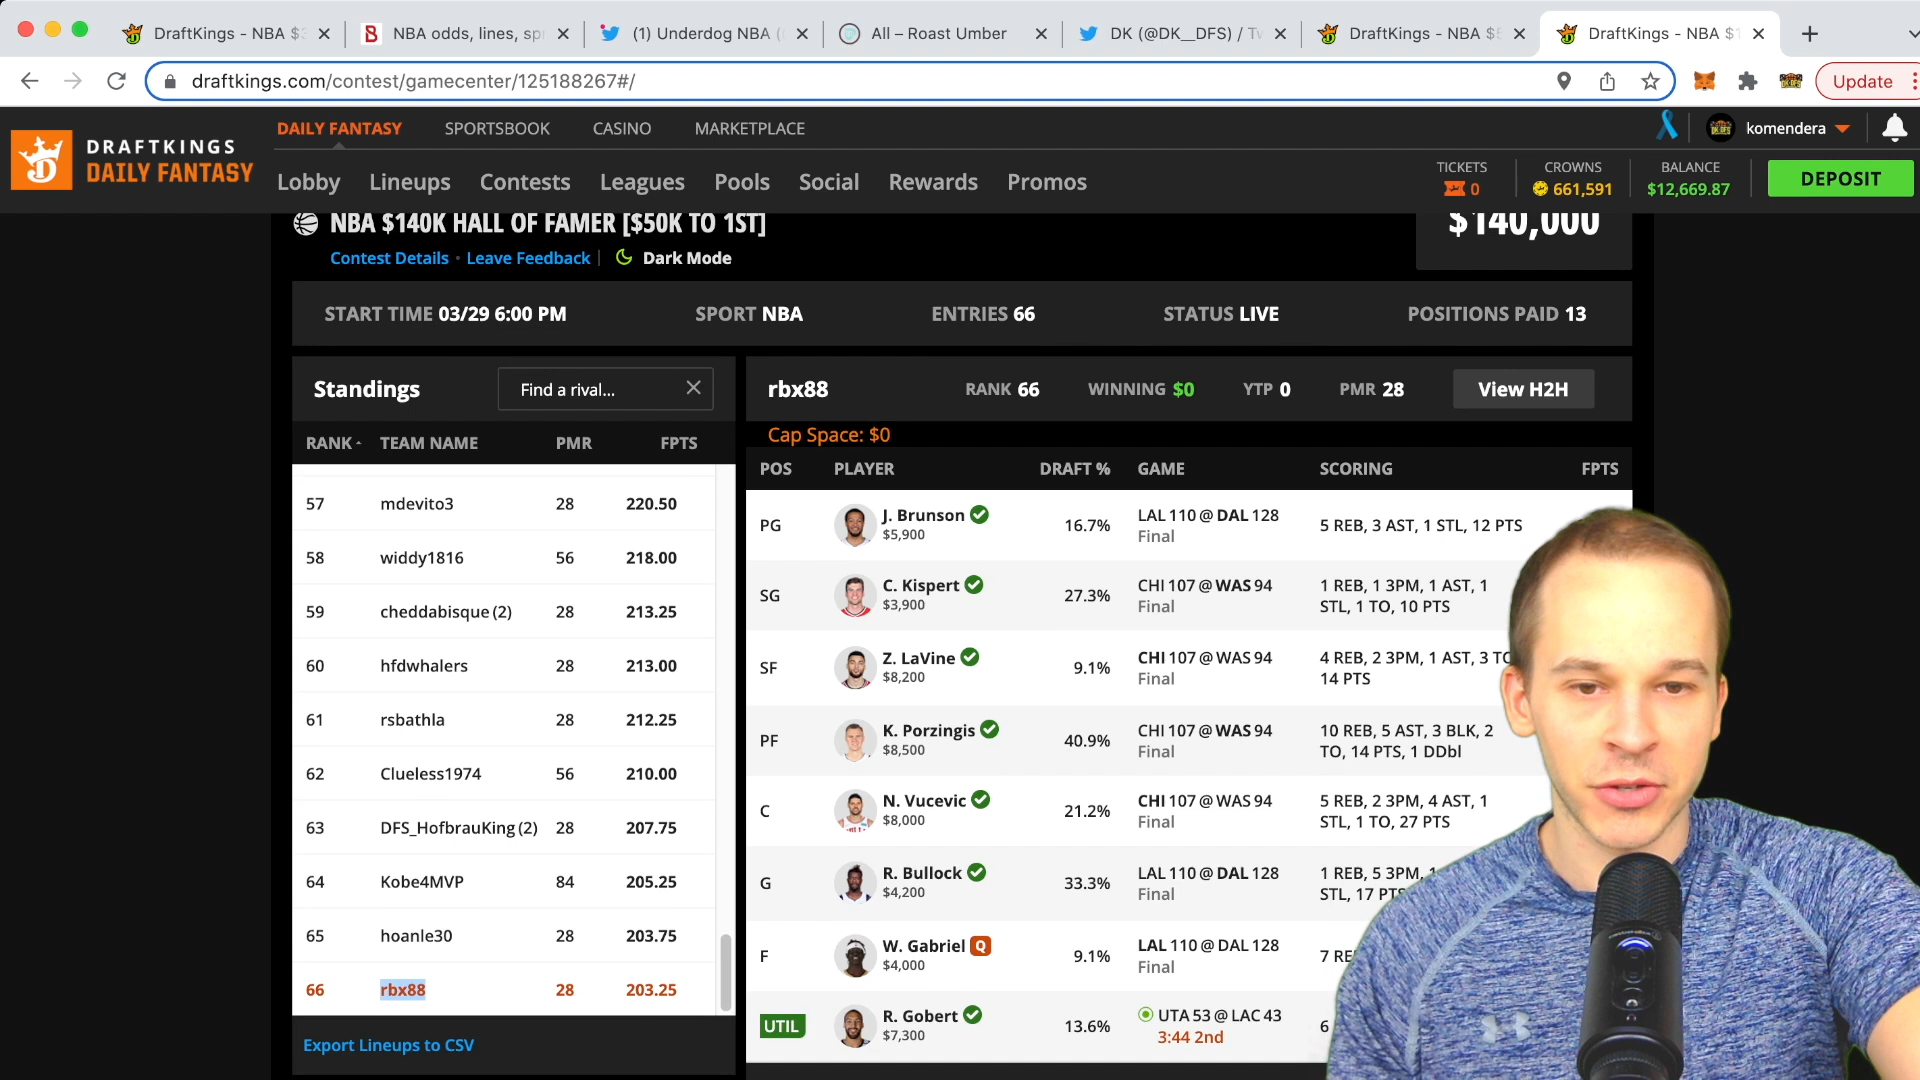 DraftKings - NBA $
NBA odds, lines, sp
(1) Underdog NBA (
All – Roast Umber
DK (@DK__DFS) / Tw
DraftKings - NBA $
DraftKings - NBA $1
draftkings.com/contest/gamecenter/125188267#/
Update
DRAFTKINGS
DAILY FANTASY
DAILY FANTASY SPORTSBOOK CASINO MARKETPLACE
komendera
Lobby Lineups Contests Leagues Pools Social Rewards Promos
TICKETS
0
CROWNS
661,591
BALANCE
$12,669.87
DEPOSIT
NBA $140K HALL OF FAMER [$50K TO 1ST]
$140,000
Contest Details • Leave Feedback | Dark Mode
START TIME 03/29 6:00 PM SPORT NBA ENTRIES 66 STATUS LIVE POSITIONS PAID 13
Standings
Find a rival...
RANK TEAM NAME PMR FPTS
57 mdevito3 28 220.50
58 widdy1816 56 218.00
59 cheddabisque (2) 28 213.25
60 hfdwhalers 28 213.00
61 rsbathla 28 212.25
62 Clueless1974 56 210.00
63 DFS_HofbrauKing (2) 28 207.75
64 Kobe4MVP 84 205.25
65 hoanle30 28 203.75
66 rbx88 28 203.25
Export Lineups to CSV
rbx88 RANK 66 WINNING $0 YTP 0 PMR 28 View H2H
Cap Space: $0
POS PLAYER DRAFT % GAME SCORING FPTS
PG J. Brunson $5,900 16.7% LAL 110 @ DAL 128 Final 5 REB, 3 AST, 1 STL, 12 PTS
SG C. Kispert $3,900 27.3% CHI 107 @ WAS 94 Final 1 REB, 1 3PM, 1 AST, 1 STL, 1 TO, 10 PTS
SF Z. LaVine $8,200 9.1% CHI 107 @ WAS 94 Final 4 REB, 2 3PM, 1 AST, 3 TO 14 PTS
PF K. Porzingis $8,500 40.9% CHI 107 @ WAS 94 Final 10 REB, 5 AST, 3 BLK, 2 TO, 14 PTS, 1 DDbl
C N. Vucevic $8,000 21.2% CHI 107 @ WAS 94 Final 5 REB, 2 3PM, 4 AST, 1 STL, 1 TO, 27 PTS
G R. Bullock $4,200 33.3% LAL 110 @ DAL 128 Final 1 REB, 5 3PM, STL, 17 PTS
F W. Gabriel Q $4,000 9.1% LAL 110 @ DAL 128 Final 7 RE
UTIL R. Gobert $7,300 13.6% UTA 53 @ LAC 43 3:44 2nd 6